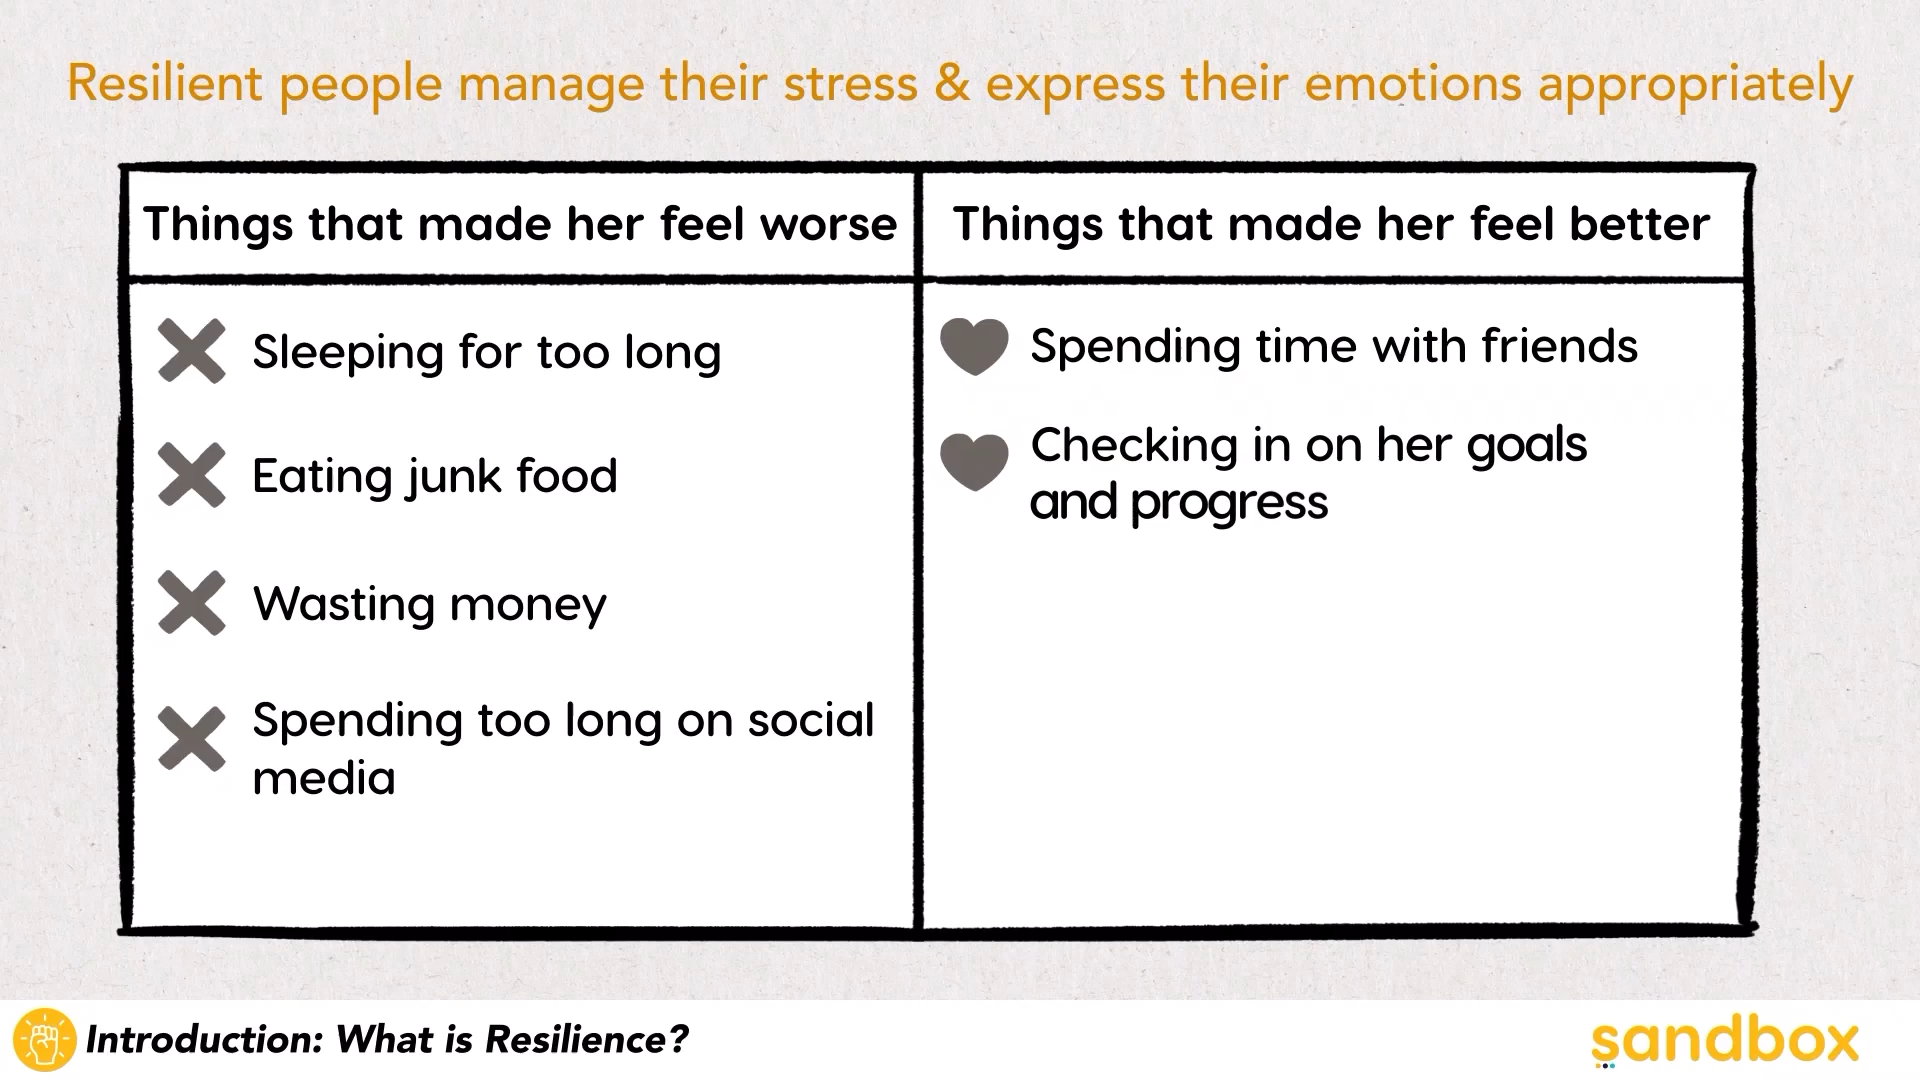 Resilient people manage their stress & express their emotions appropriately
Things that made her feel worse
Things that made her feel better
Sleeping for too long
Eating junk food
Wasting money
Spending too long on social
media
Spending time with friends
Checking in on her goals
and progress
Introduction: What is Resilience?
sandbox